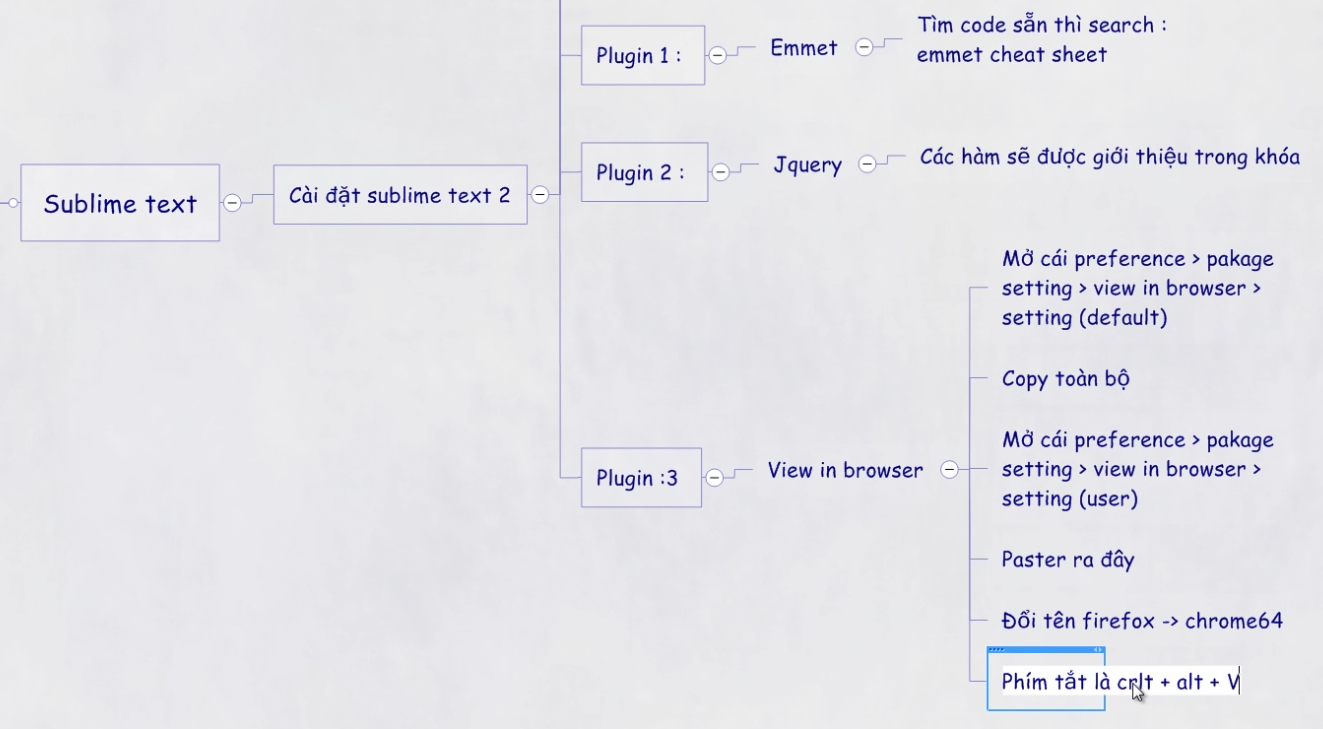 Sublime text
Cài đặt sublime text 2
Plugin 1 :
Emmet
Tìm code sẵn thì search :
emmet cheat sheet
Plugin 2 :
Jquery
Các hàm sẽ được giới thiệu trong khóa
Plugin :3
View in browser
Mở cái preference > pakage
setting > view in browser >
setting (default)
Copy toàn bộ
Mở cái preference > pakage
setting > view in browser >
setting (user)
Paster ra đây
Đổi tên firefox -> chrome64
Phím tắt là crlt + alt + V